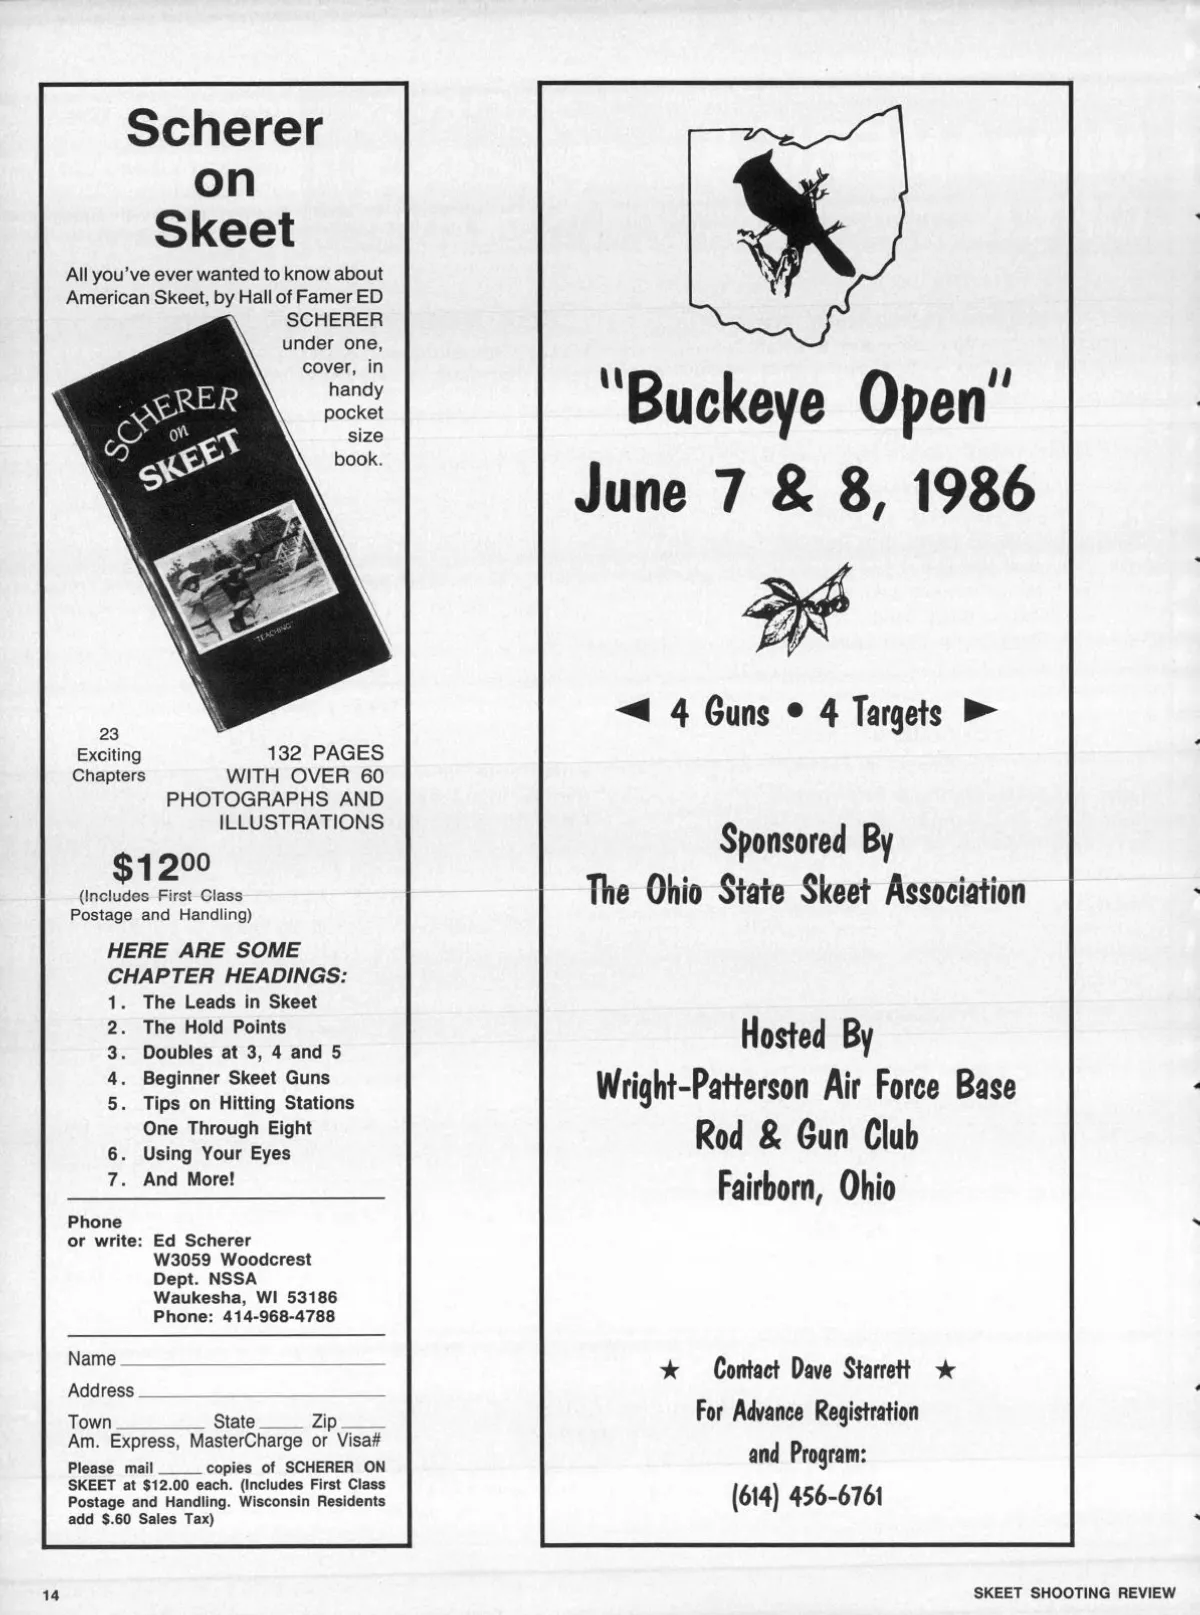 Scherer
on
Skeet
All you've ever wanted to know about
American Skeet, by Hall of Famer ED
SCHERER
under one,
cover, in
handy
pocket
size
book.
SCHERER
on
SKEET
"TEACHING"
23
Exciting
Chapters
132 PAGES
WITH OVER 60
PHOTOGRAPHS AND
ILLUSTRATIONS
$1200
(Includes First Class
Postage and Handling)
HERE ARE SOME
CHAPTER HEADINGS:
1. The Leads in Skeet
2. The Hold Points
3. Doubles at 3, 4 and 5
4. Beginner Skeet Guns
5. Tips on Hitting Stations
One Through Eight
6. Using Your Eyes
7. And More!
Phone
or write: Ed Scherer
W3059 Woodcrest
Dept. NSSA
Waukesha, WI 53186
Phone: 414-968-4788
Name
Address
Town State Zip
Am. Express, MasterCharge or Visa#
Please mail copies of SCHERER ON
SKEET at $12.00 each. (Includes First Class
Postage and Handling. Wisconsin Residents
add $.60 Sales Tax)
"Buckeye Open"
June 7 & 8, 1986
◄ 4 Guns • 4 Targets ►
Sponsored By
The Ohio State Skeet Association
Hosted By
Wright-Patterson Air Force Base
Rod & Gun Club
Fairborn, Ohio
★ Contact Dave Starrett ★
For Advance Registration
and Program:
(614) 456-6761
14
SKEET SHOOTING REVIEW